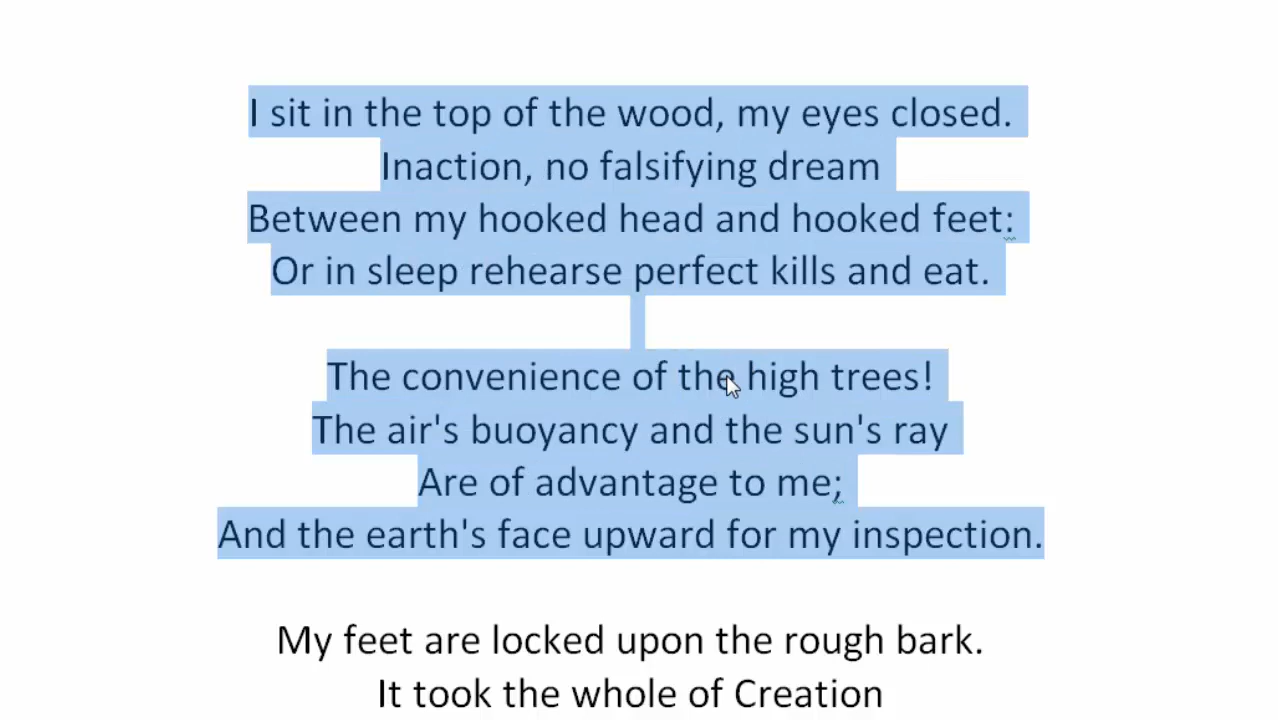 I sit in the top of the wood, my eyes closed.
Inaction, no falsifying dream
Between my hooked head and hooked feet:
Or in sleep rehearse perfect kills and eat.
The convenience of the high trees!
The air's buoyancy and the sun's ray
Are of advantage to me;
And the earth's face upward for my inspection.
My feet are locked upon the rough bark.
It took the whole of Creation